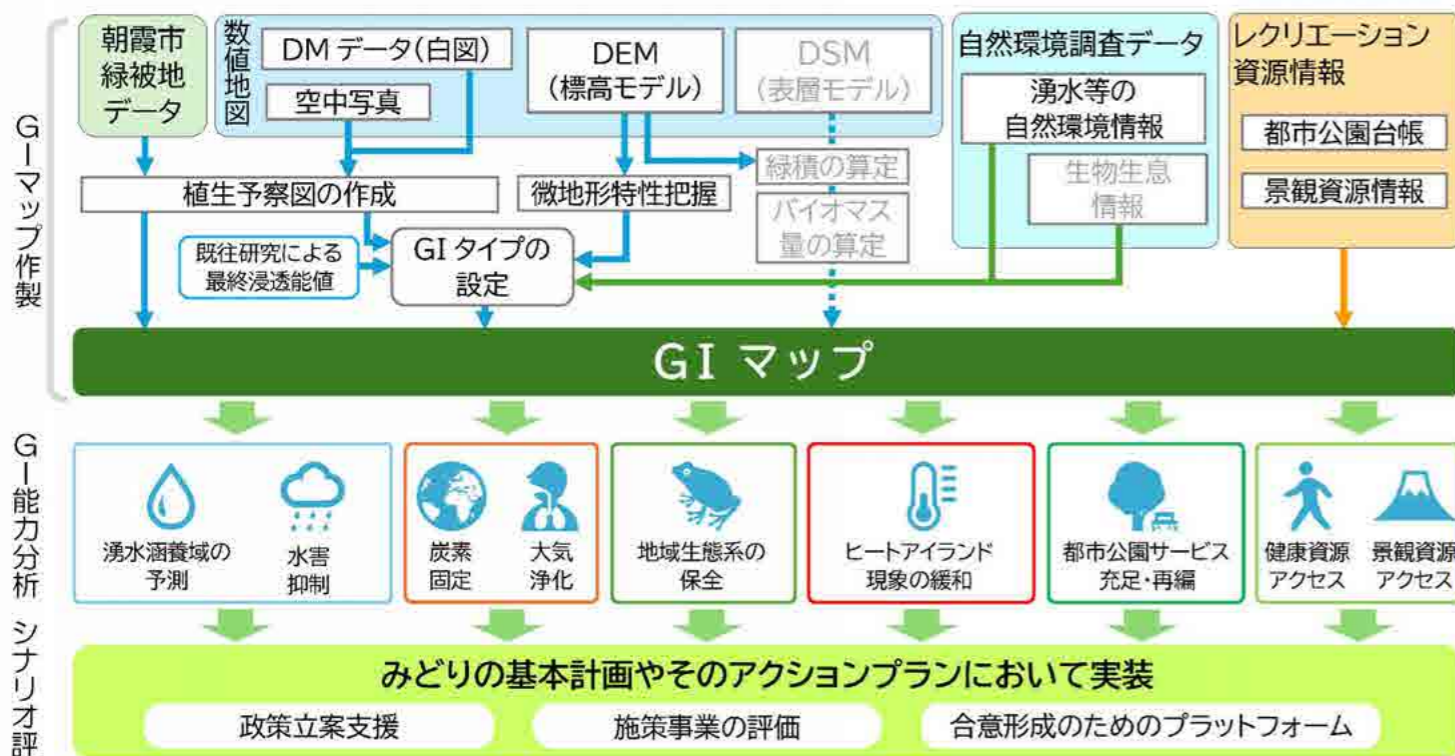 GIマップ作製
朝霞市
緑被地
データ
数値地図
DMデータ(白図)
空中写真
DEM
(標高モデル)
DSM
(表層モデル)
自然環境調査データ
湧水等の
自然環境情報
生物生息
情報
レクリエーション
資源情報
都市公園台帳
景観資源情報
植生予察図の作成
微地形特性把握
緑積の算定
バイオマス
量の算定
既往研究による
最終浸透能値
GIタイプの
設定
GIマップ
GI能力分析
湧水涵養域の
予測
水害
抑制
炭素
固定
大気
浄化
地域生態系の
保全
ヒートアイランド
現象の緩和
都市公園サービス
充足・再編
健康資源
アクセス
景観資源
アクセス
シナリオ評
みどりの基本計画やそのアクションプランにおいて実装
政策立案支援
施策事業の評価
合意形成のためのプラットフォーム